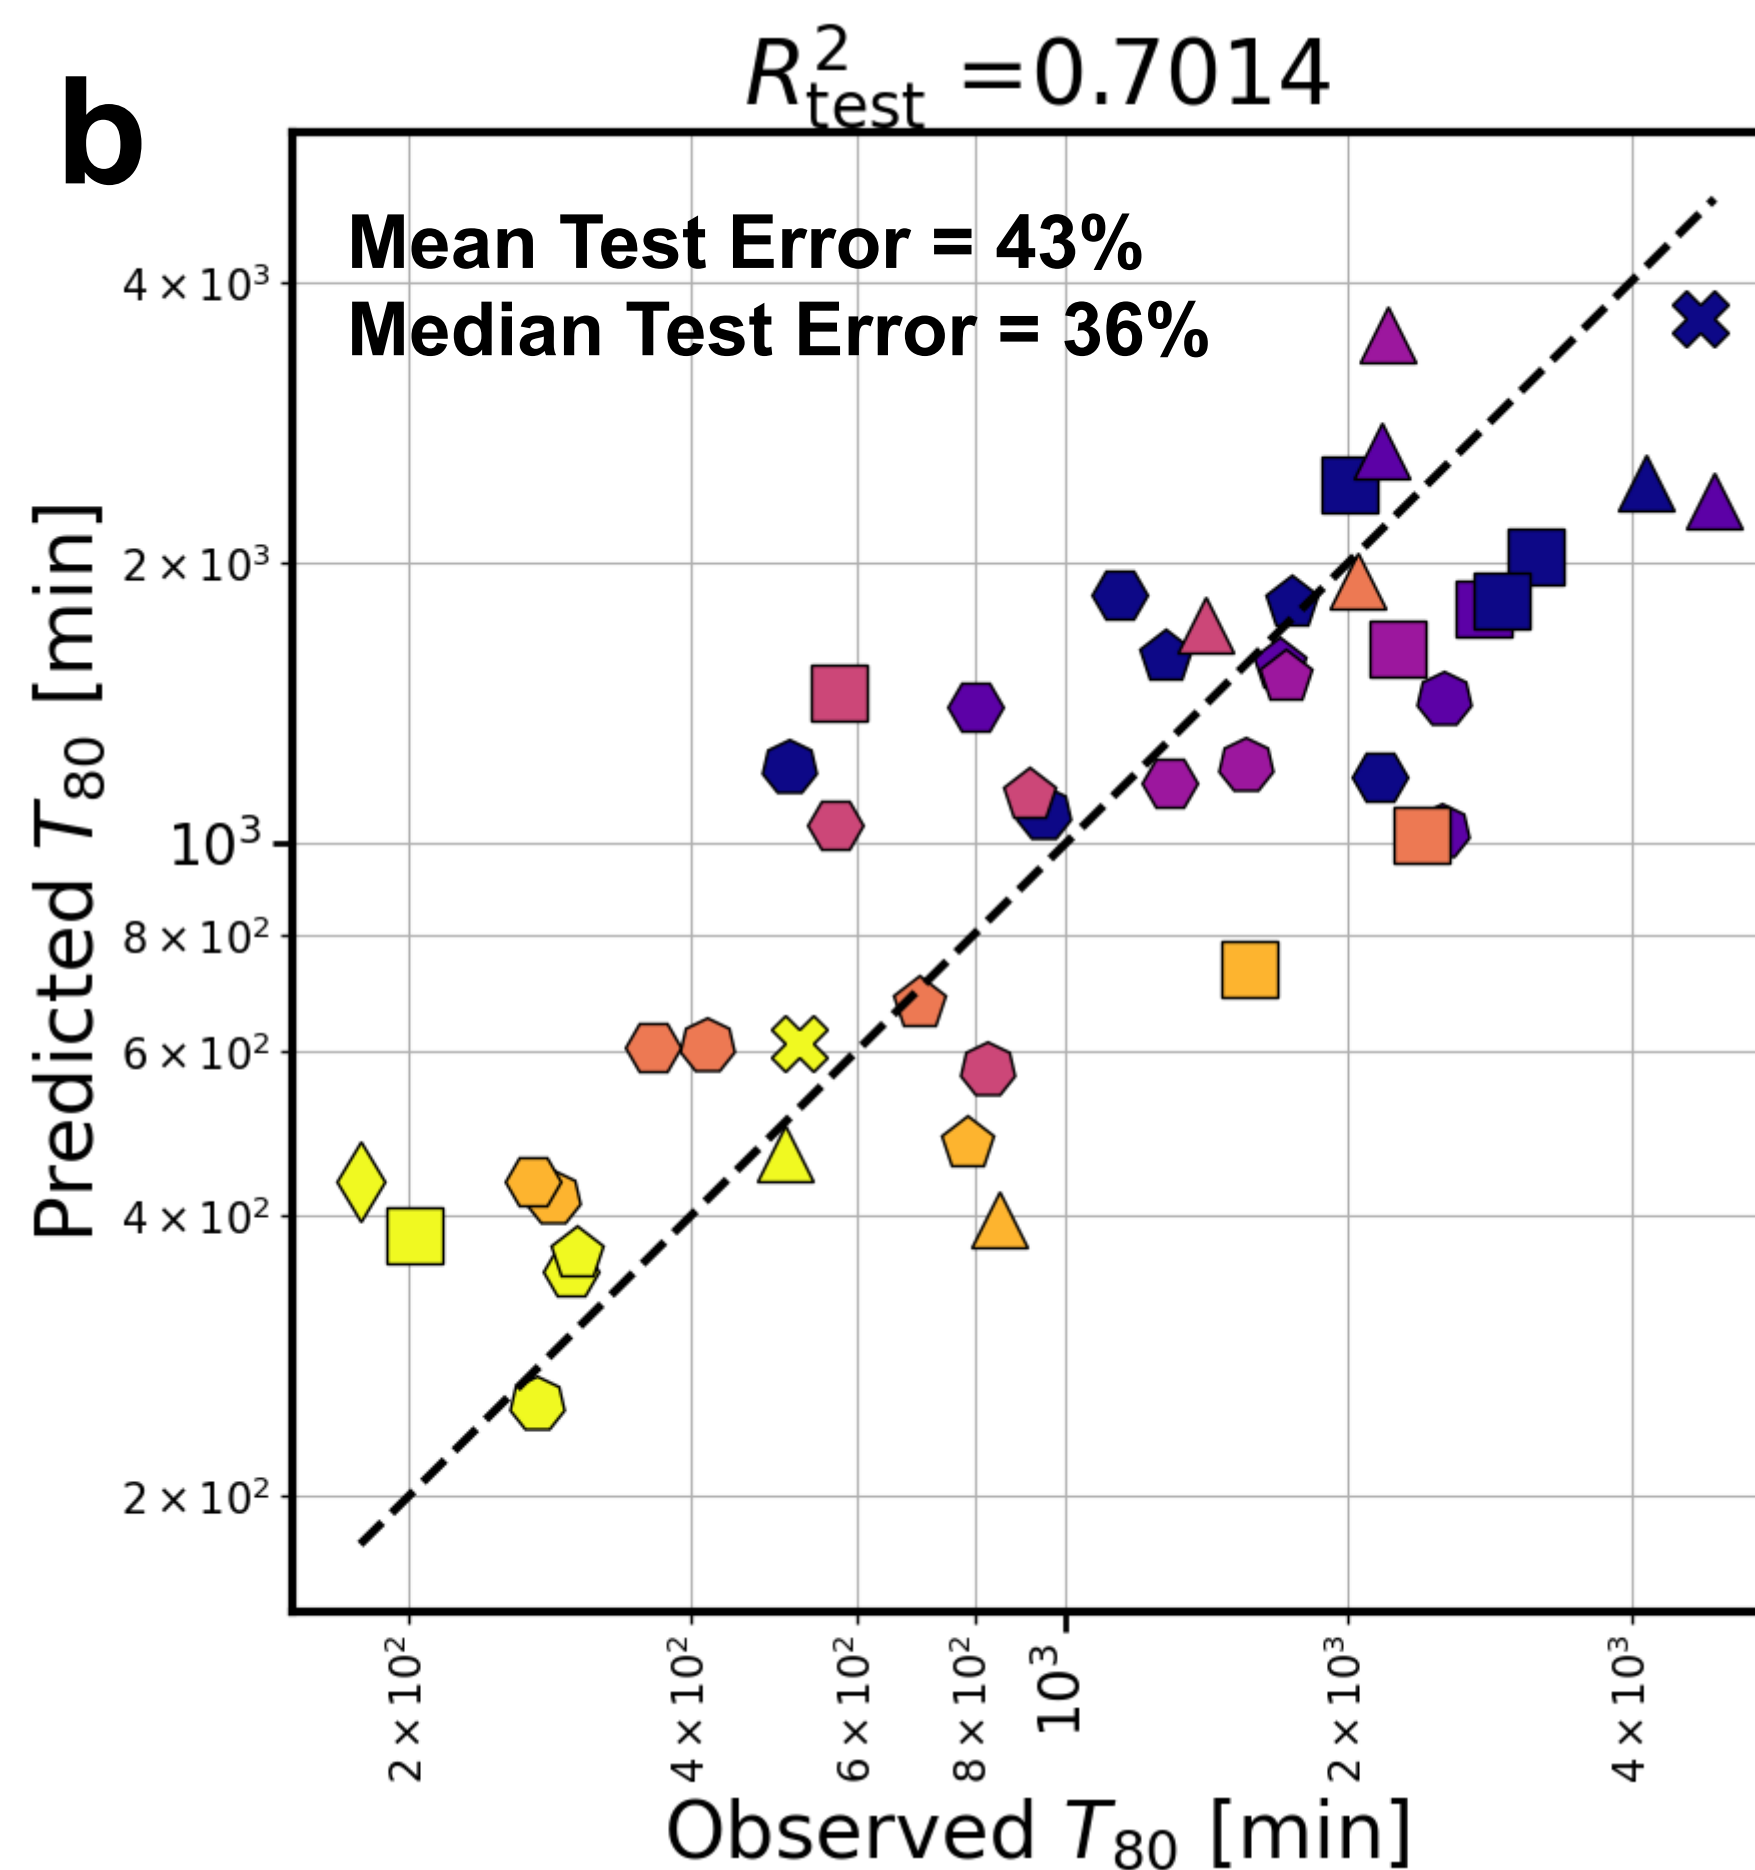 b
R²test =0.7014
Mean Test Error = 43%
Median Test Error = 36%
Predicted T80 [min]
4×10³
2×10³
10³
8×10²
6×10²
4×10²
2×10²
2×10²
4×10²
6×10²
8×10²
10³
2×10³
4×10³
Observed T80 [min]